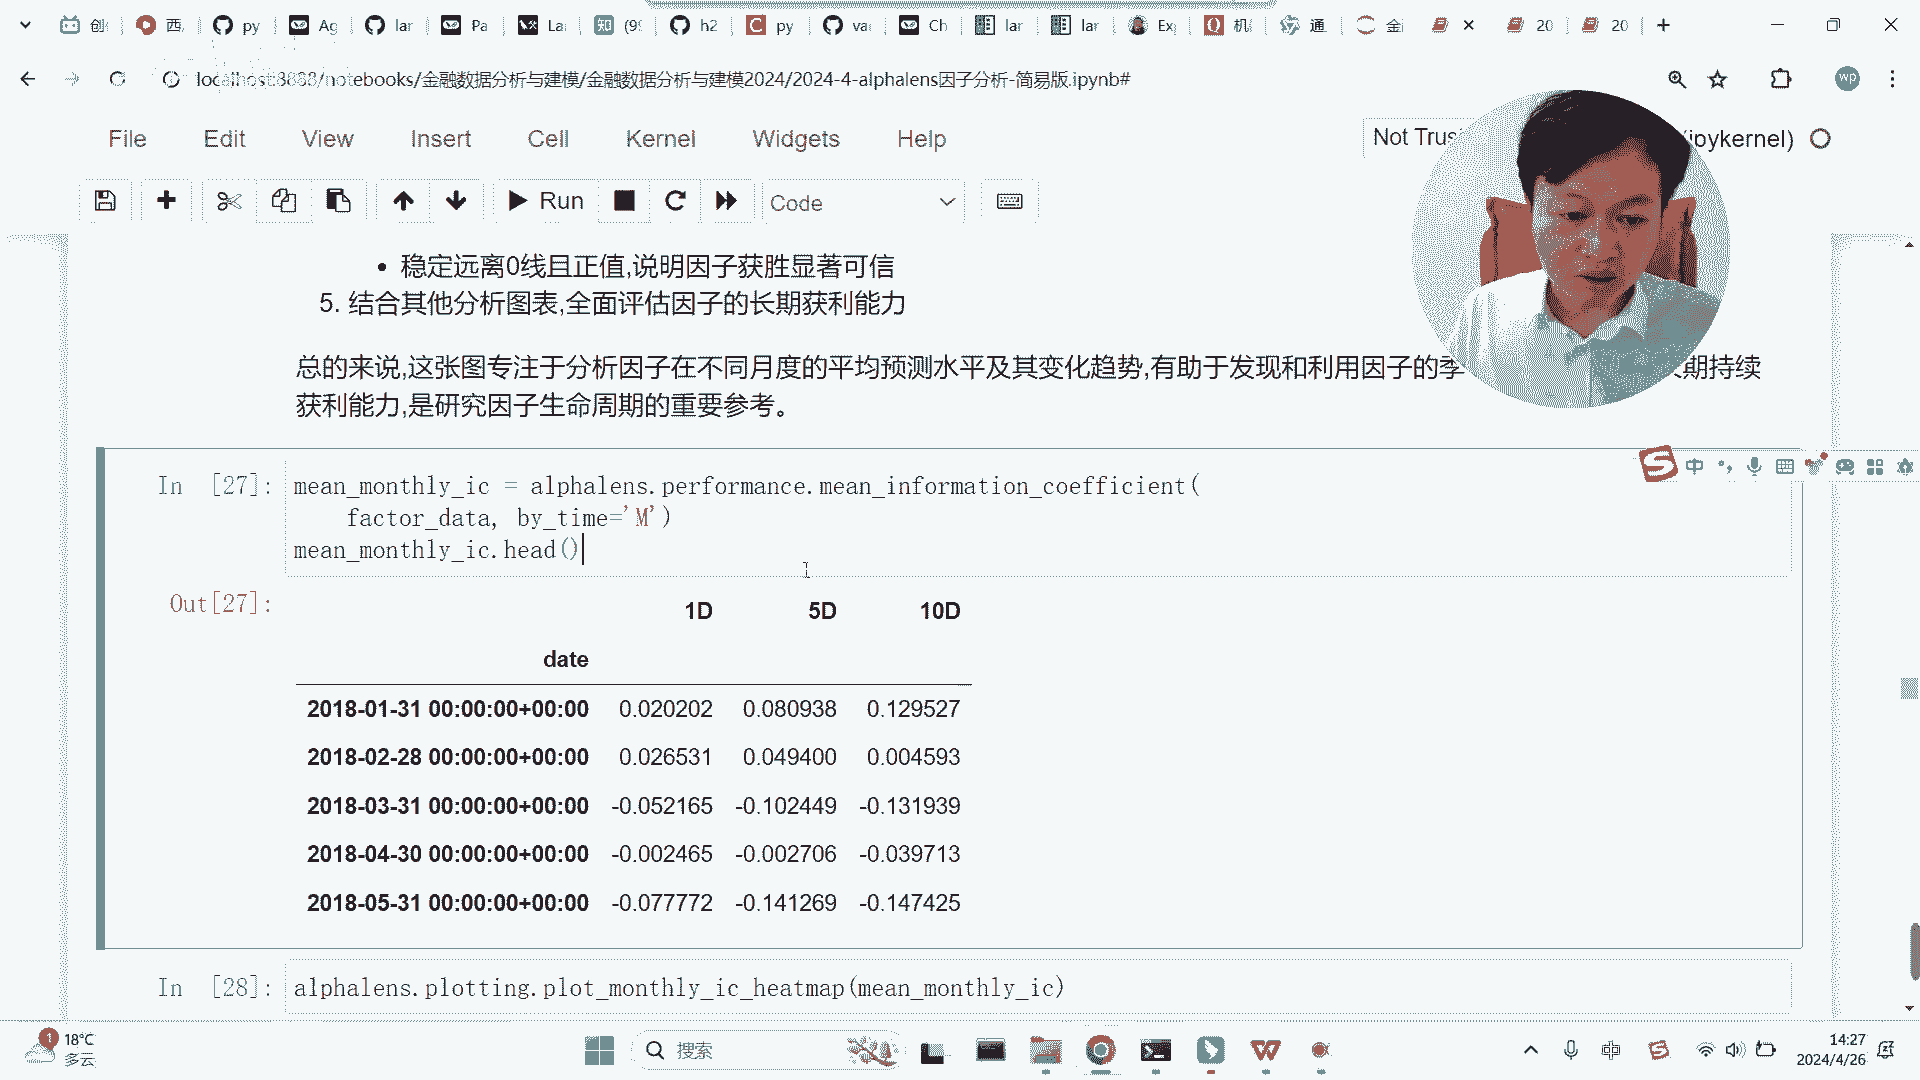 创
西
py
Ag
lar
Pa
La
知 (9
h2
C py
va
Ch
lar
lar
Ex
Q 机
通
金
20
20
localhost:8888/notebooks/金融数据分析与建模/金融数据分析与建模2024/2024-4-alphalens因子分析-简易版.ipynb#
wp
File Edit View Insert Cell Kernel Widgets Help
Not Trus
(ipykernel)
Run
Code
• 稳定远离0线且正值,说明因子获胜显著可信
5. 结合其他分析图表,全面评估因子的长期获利能力
总的来说,这张图专注于分析因子在不同月度的平均预测水平及其变化趋势,有助于发现和利用因子的季 期持续
获利能力,是研究因子生命周期的重要参考。
In [27]: mean_monthly_ic = alphalens.performance.mean_information_coefficient(
factor_data, by_time='M')
mean_monthly_ic.head()
S 中
Out[27]:
1D 5D 10D
date
2018-01-31 00:00:00+00:00 0.020202 0.080938 0.129527
2018-02-28 00:00:00+00:00 0.026531 0.049400 0.004593
2018-03-31 00:00:00+00:00 -0.052165 -0.102449 -0.131939
2018-04-30 00:00:00+00:00 -0.002465 -0.002706 -0.039713
2018-05-31 00:00:00+00:00 -0.077772 -0.141269 -0.147425
In [28]: alphalens.plotting.plot_monthly_ic_heatmap(mean_monthly_ic)
1
18°C
多云
搜索
中
S
14:27
2024/4/26